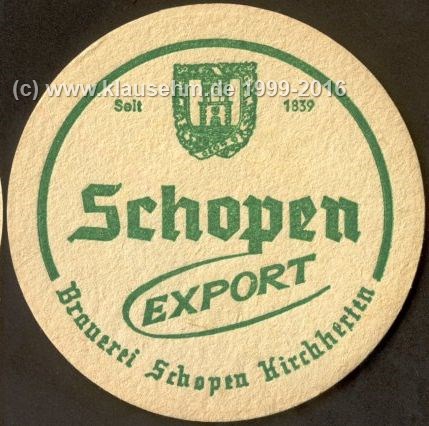 (c) www.klausehm.de 1999-2016
Seit 1839
Schopen
EXPORT
Brauerei Schopen Kirchherten